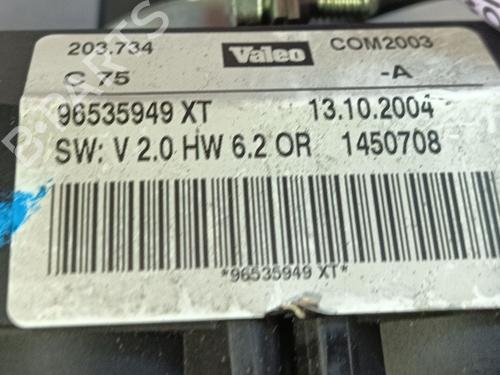 203.734 Valeo COM2003
C 75 -A
96535949 XT 13.10.2004
SW: V 2.0 HW 6.2 OR 1450708
*96535949 XT*
B-PARTS